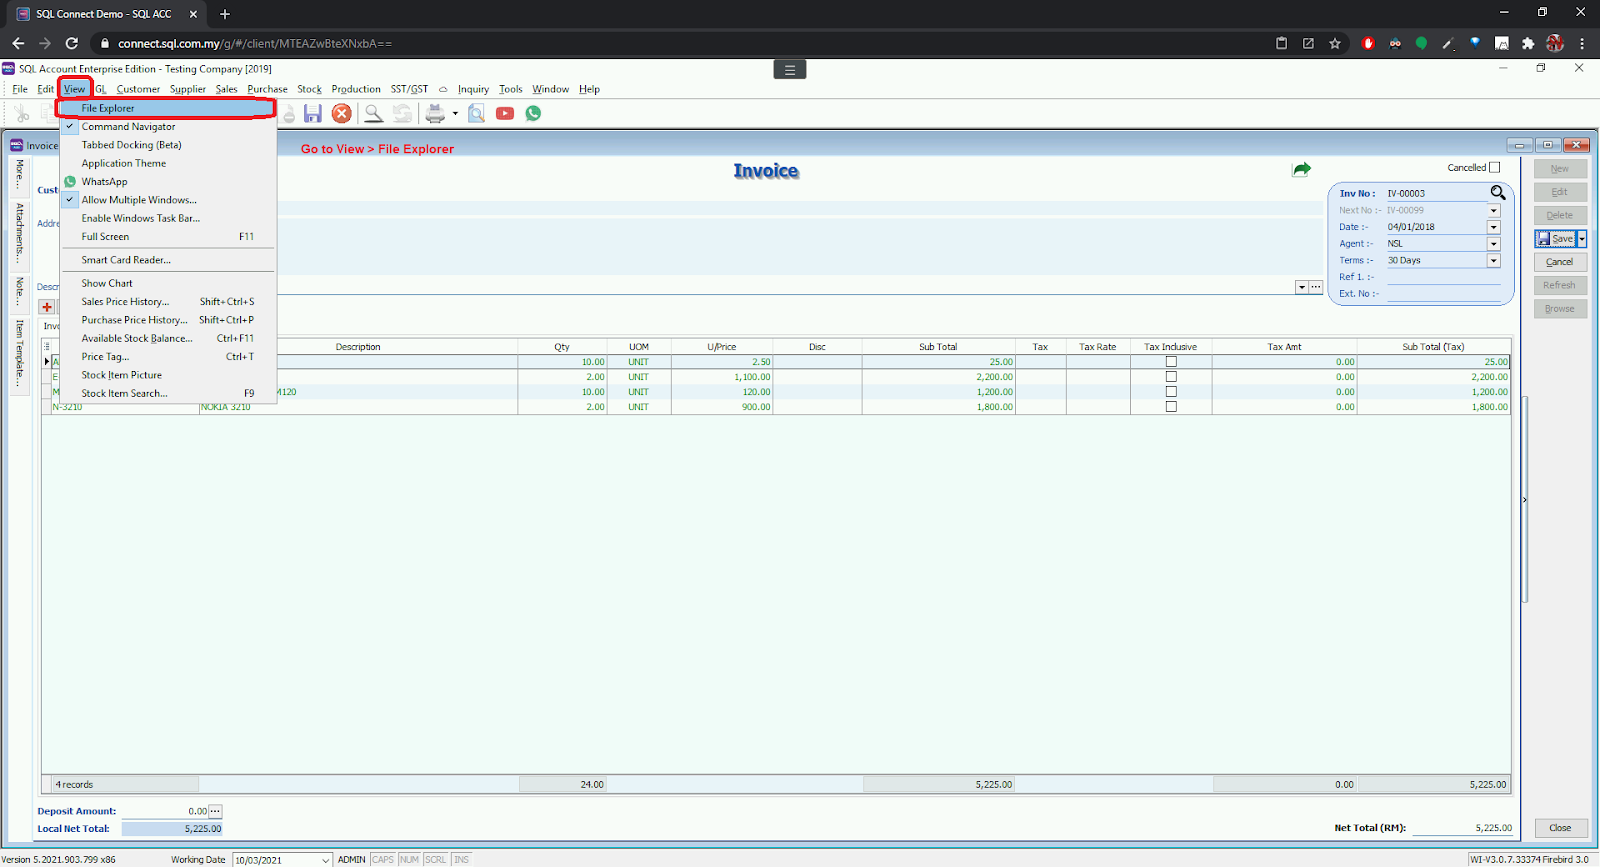 SQL Connect Demo - SQL ACC
connect.sql.com.my/g/#/client/MTEAZwBteXNxbA==
SQL Account Enterprise Edition - Testing Company [2019]
File Edit View GL Customer Supplier Sales Purchase Stock Production SST/GST Inquiry Tools Window Help
File Explorer
Command Navigator
Tabbed Docking (Beta)
Application Theme
WhatsApp
Allow Multiple Windows...
Enable Windows Task Bar...
Full Screen F11
Smart Card Reader...
Show Chart
Sales Price History... Shift+Ctrl+S
Purchase Price History... Shift+Ctrl+P
Available Stock Balance... Ctrl+F11
Price Tag... Ctrl+T
Stock Item Picture
Stock Item Search... F9
Go to View > File Explorer
Invoice
More...
Attachments...
Note...
Item Template...
Invoice
Cancelled
Inv No : IV-00003
Next No :- IV-00099
Date :- 04/01/2018
Agent :- NSL
Terms :- 30 Days
Ref 1. :-
Ext. No :-
New
Edit
Delete
Save
Cancel
Refresh
Browse
Description Qty UOM U/Price Disc Sub Total Tax Tax Rate Tax Inclusive Tax Amt Sub Total (Tax)
10.00 UNIT 2.50 25.00 0.00 25.00
2.00 UNIT 1,100.00 2,200.00 0.00 2,200.00
M120 10.00 UNIT 120.00 1,200.00 0.00 1,200.00
N-3210 NOKIA 3210 2.00 UNIT 900.00 1,800.00 0.00 1,800.00
4 records 24.00 5,225.00 0.00 5,225.00
Deposit Amount: 0.00
Local Net Total: 5,225.00
Net Total (RM): 5,225.00
Close
Version 5.2021.903.799 x86 Working Date 10/03/2021 ADMIN CAPS NUM SCRL INS WI-V3.0.7.33374 Firebird 3.0